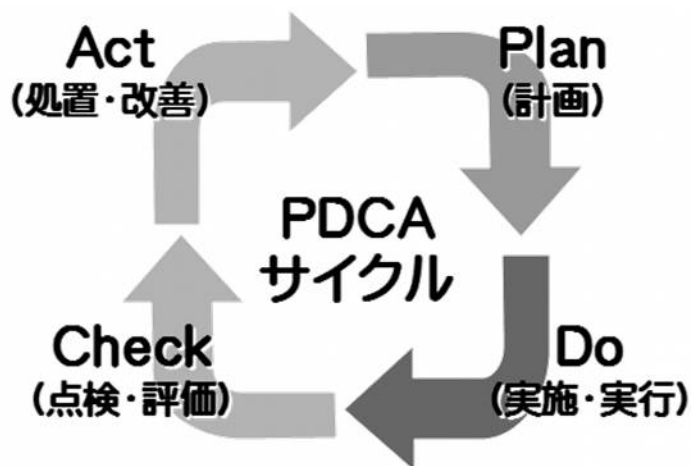 Act
(処置・改善)
Plan
(計画)
PDCA
サイクル
Check
(点検・評価)
Do
(実施・実行)